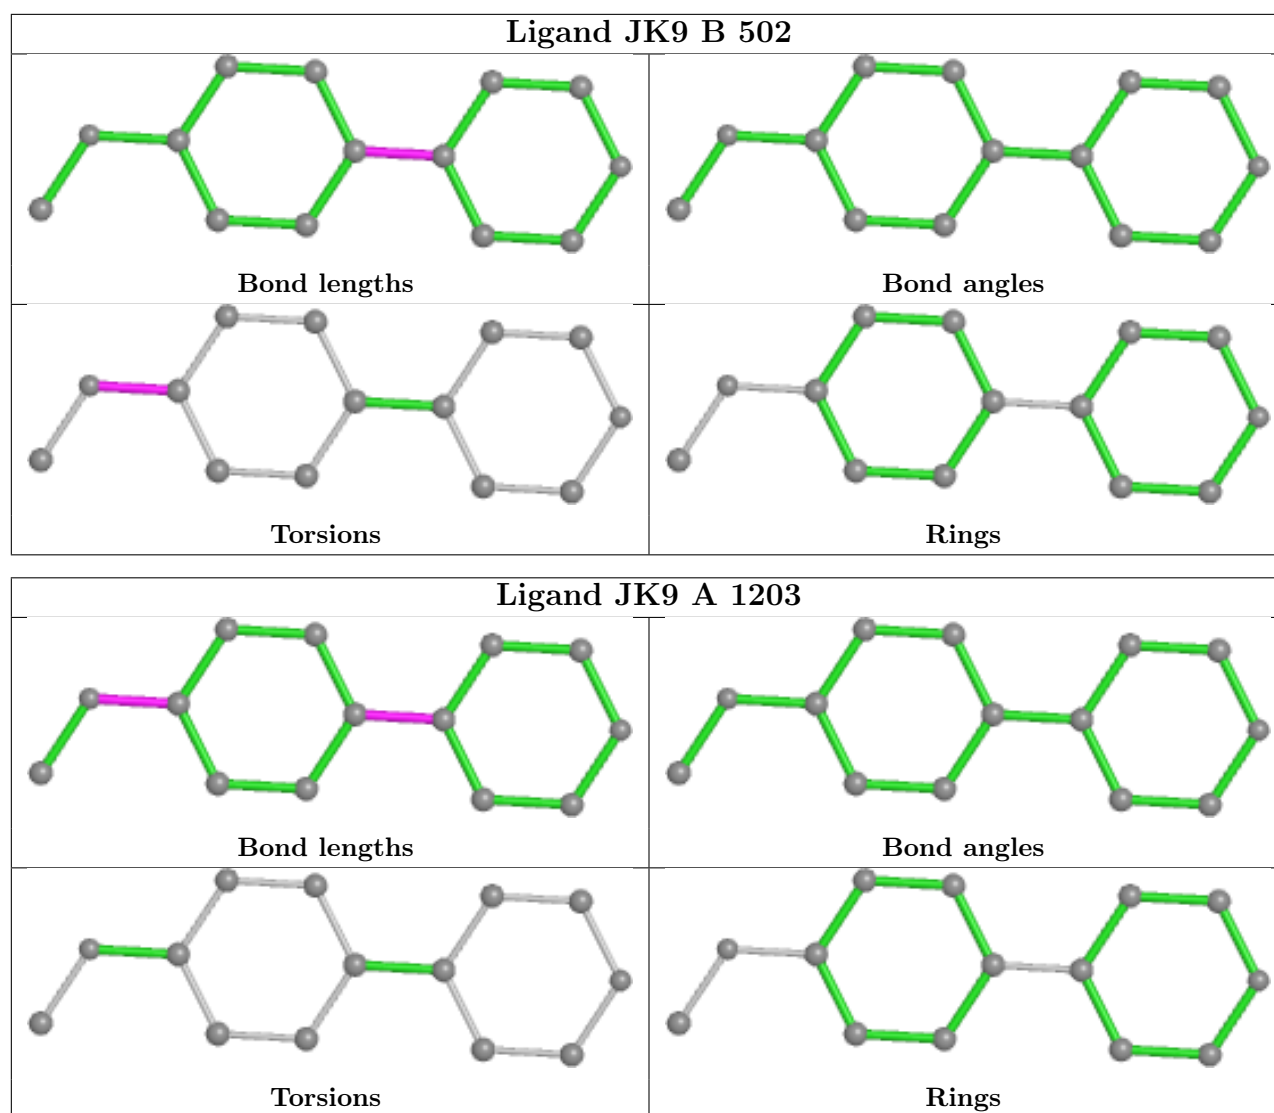 Ligand JK9 B 502
Bond lengths
Bond angles
Torsions
Rings
Ligand JK9 A 1203
Bond lengths
Bond angles
Torsions
Rings